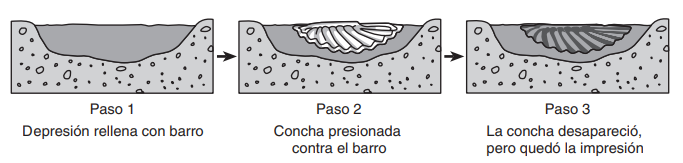 Paso 1
Depresión rellena con barro
Paso 2
Concha presionada
contra el barro
Paso 3
La concha desapareció,
pero quedó la impresión